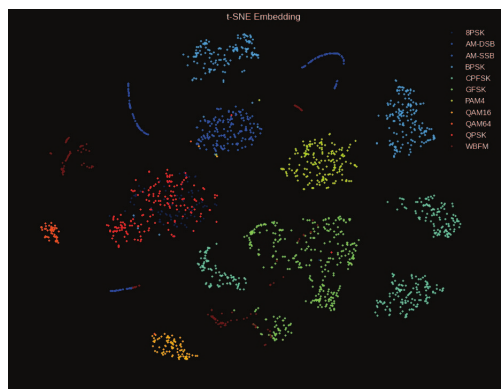 t-SNE Embedding
8PSK
AM-DSB
AM-SSB
BPSK
CPFSK
GFSK
PAM4
QAM16
QAM64
QPSK
WBFM